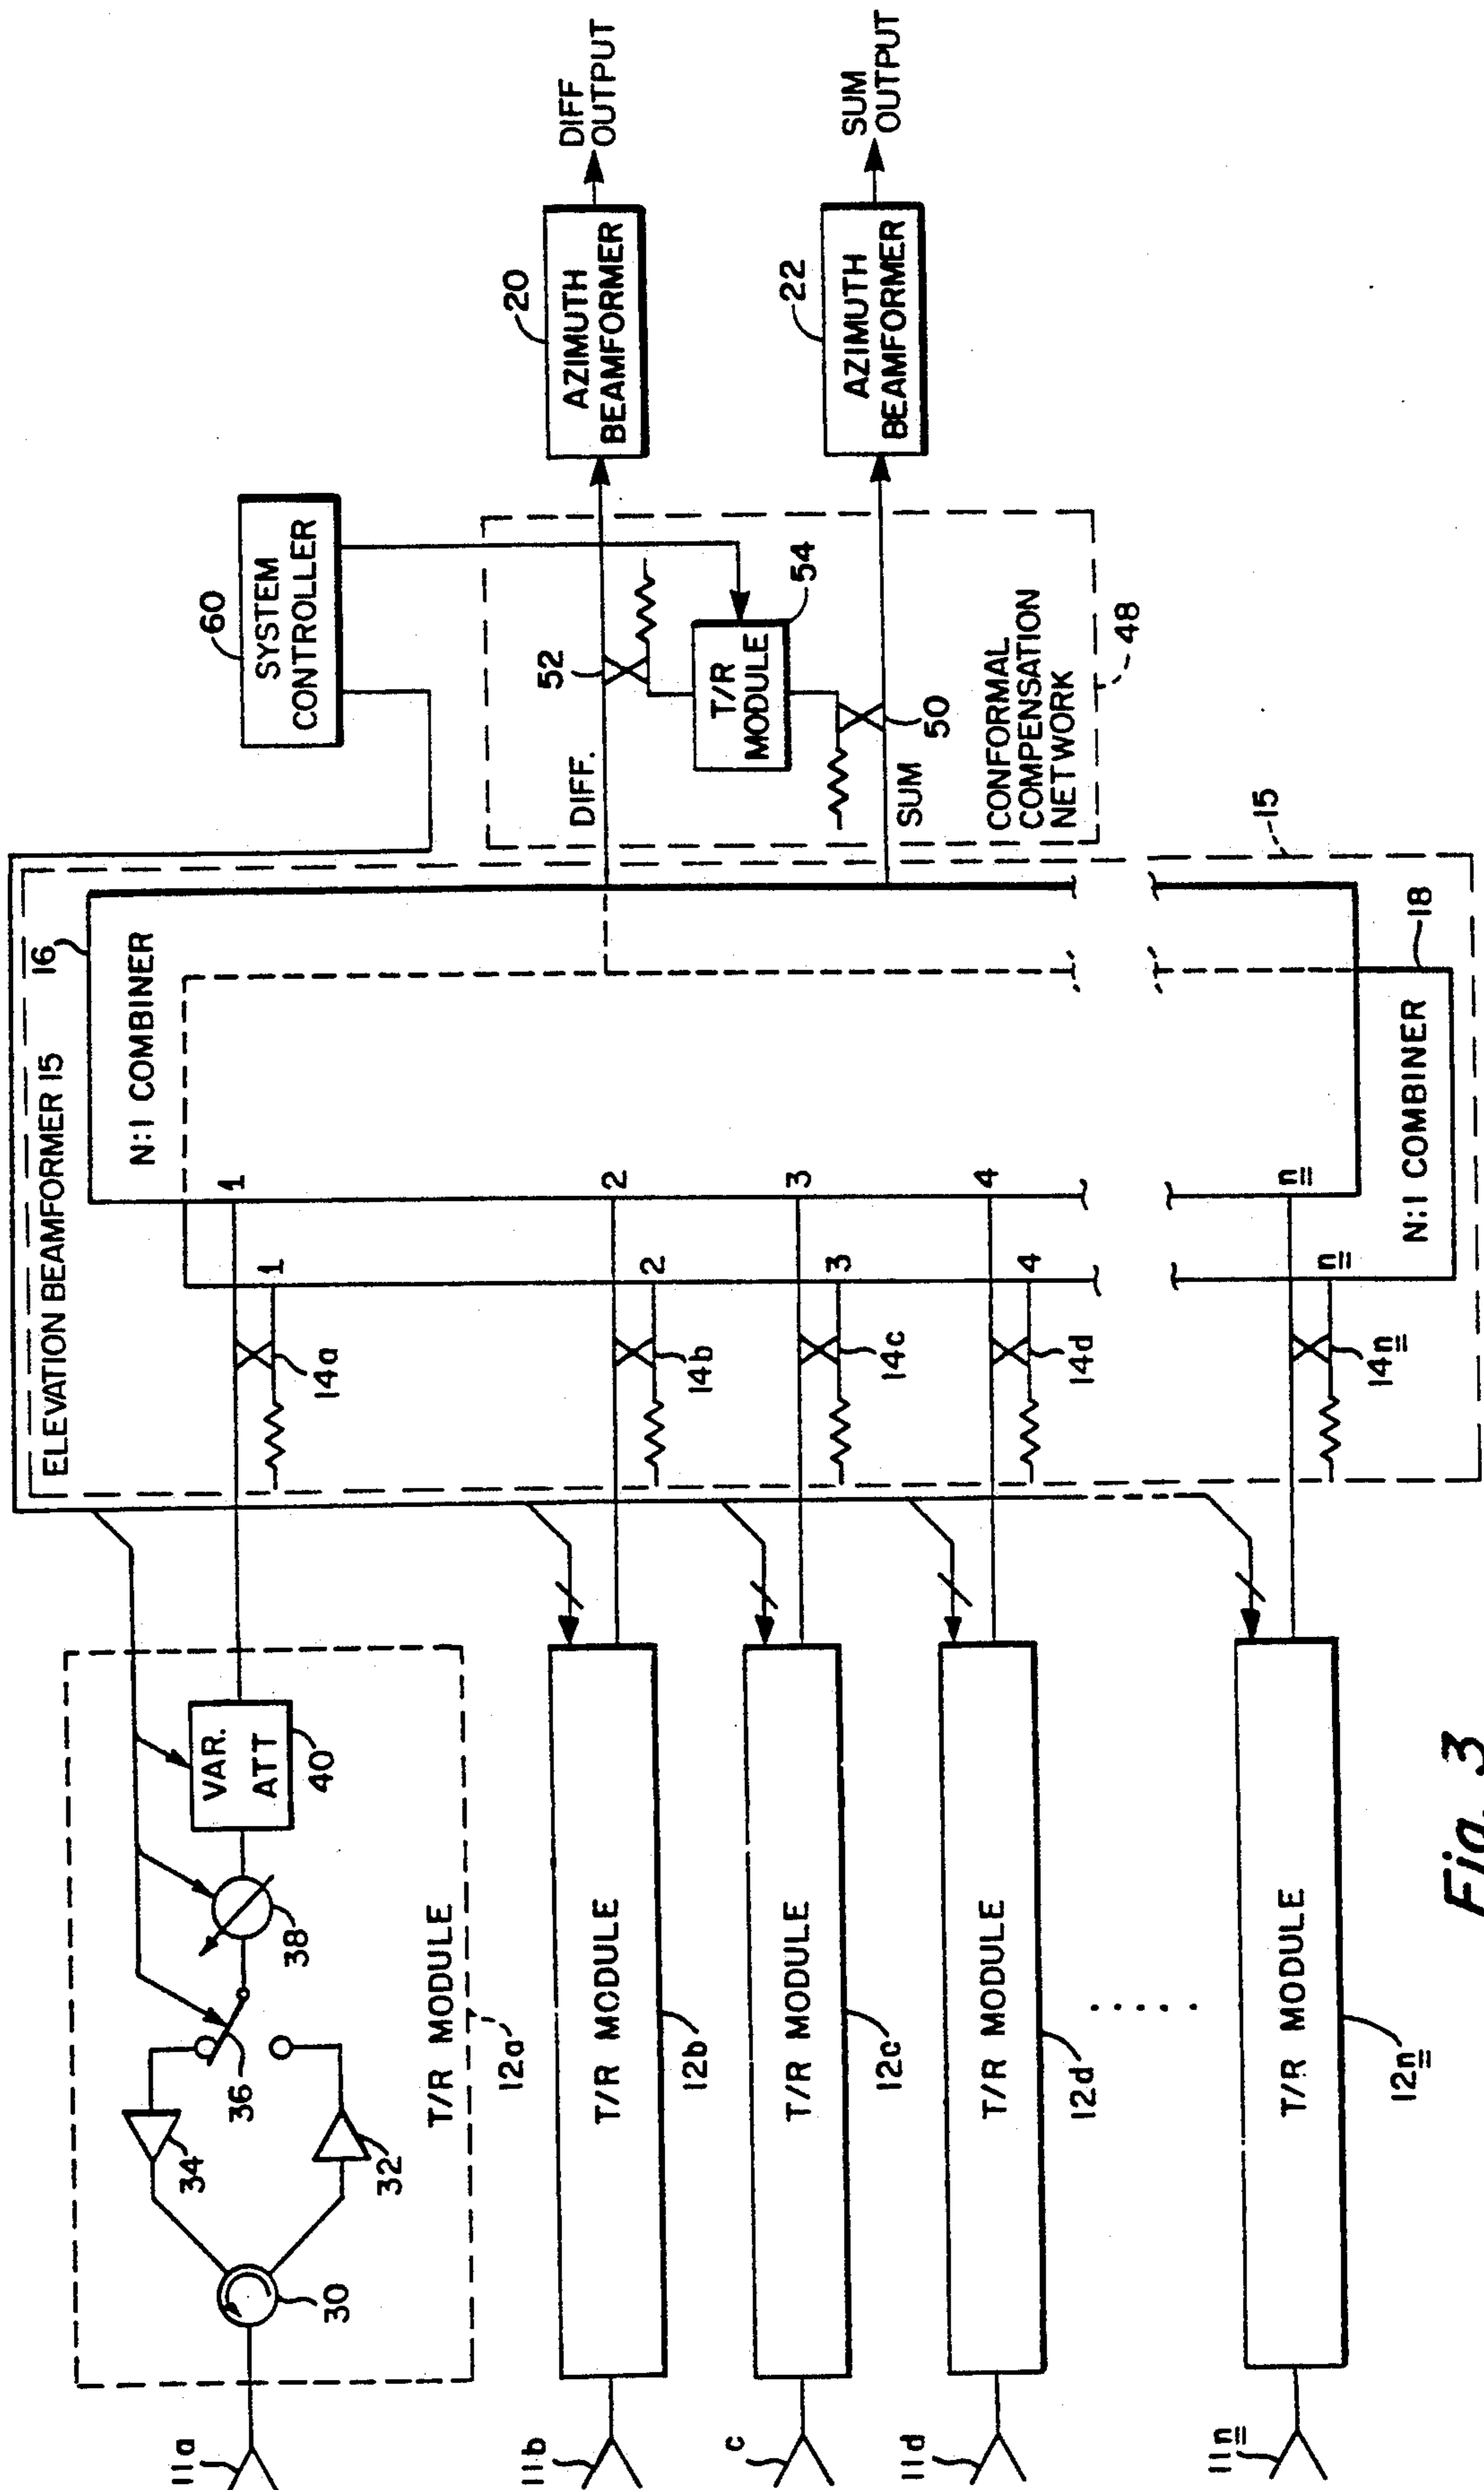 ELEVATION BEAMFORMER 15
16
N:1 COMBINER
1
2
3
4
n
1
2
3
4
n
N:1 COMBINER
18
15
14a
14b
14c
14d
14n
11a
30
34
32
36
38
VAR.
ATT
40
T/R MODULE
12a
11b
T/R MODULE
12b
c
T/R MODULE
12c
11d
T/R MODULE
12d
. . . . .
11n
T/R MODULE
12n
60
SYSTEM
CONTROLLER
DIFF.
52
T/R
MODULE
54
50
SUM
CONFORMAL
COMPENSATION
NETWORK
48
20
AZIMUTH
BEAMFORMER
DIFF
OUTPUT
22
AZIMUTH
BEAMFORMER
SUM
OUTPUT
Fig. 3